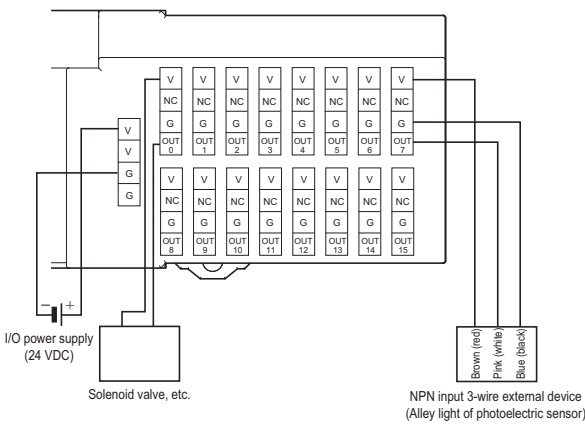 V V V V V V V V
NC NC NC NC NC NC NC NC
G G G G G G G G
OUT 0 OUT 1 OUT 2 OUT 3 OUT 4 OUT 5 OUT 6 OUT 7
V
V
G
G
V V V V V V V V
NC NC NC NC NC NC NC NC
G G G G G G G G
OUT 8 OUT 9 OUT 10 OUT 11 OUT 12 OUT 13 OUT 14 OUT 15
− +
I/O power supply
(24 VDC)
Solenoid valve, etc.
Brown (red)
Pink (white)
Blue (black)
NPN input 3-wire external device
(Alley light of photoelectric sensor)